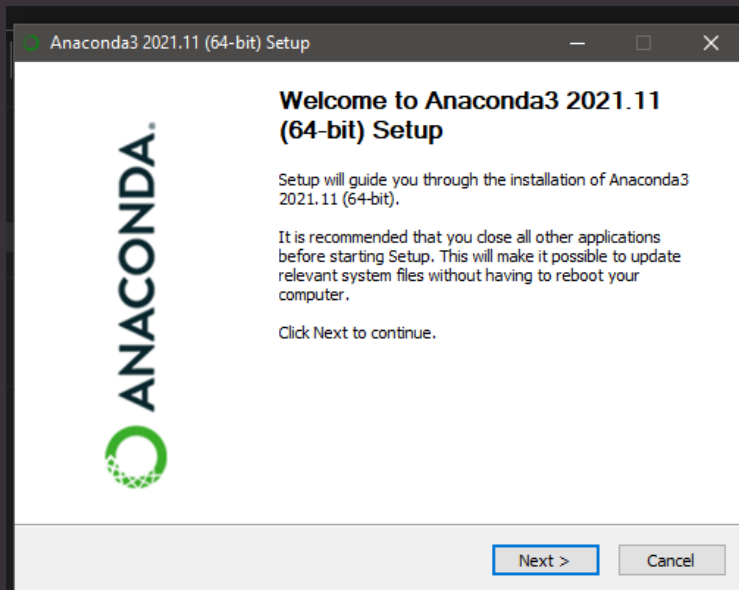 Anaconda3 2021.11 (64-bit) Setup
ANACONDA.
Welcome to Anaconda3 2021.11
(64-bit) Setup
Setup will guide you through the installation of Anaconda3
2021.11 (64-bit).
It is recommended that you close all other applications
before starting Setup. This will make it possible to update
relevant system files without having to reboot your
computer.
Click Next to continue.
Next >
Cancel